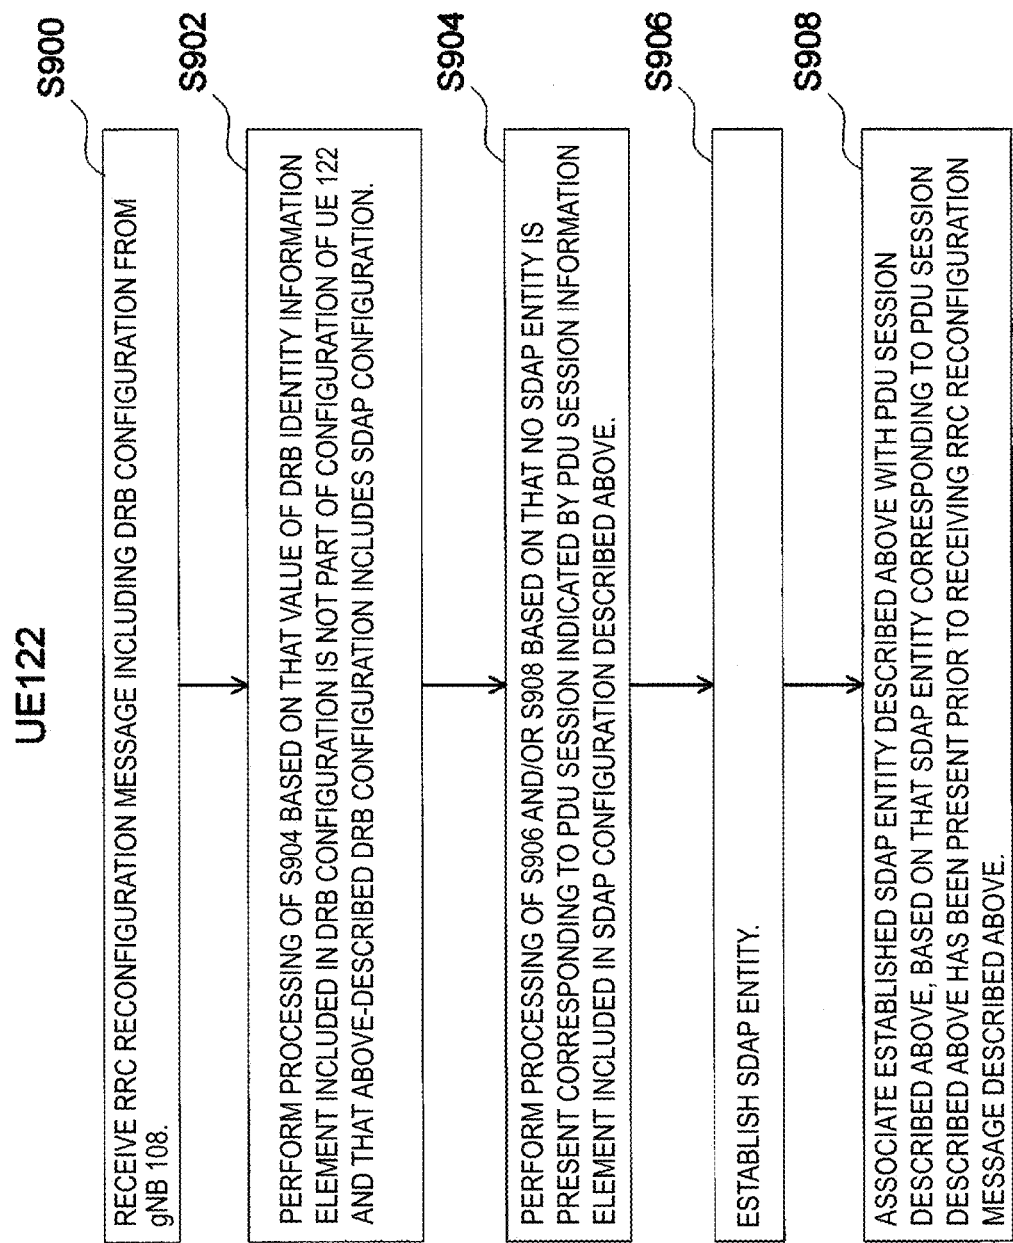 UE122
S900
RECEIVE RRC RECONFIGURATION MESSAGE INCLUDING DRB CONFIGURATION FROM
gNB 108.
S902
PERFORM PROCESSING OF S904 BASED ON THAT VALUE OF DRB IDENTITY INFORMATION
ELEMENT INCLUDED IN DRB CONFIGURATION IS NOT PART OF CONFIGURATION OF UE 122
AND THAT ABOVE-DESCRIBED DRB CONFIGURATION INCLUDES SDAP CONFIGURATION.
S904
PERFORM PROCESSING OF S906 AND/OR S908 BASED ON THAT NO SDAP ENTITY IS
PRESENT CORRESPONDING TO PDU SESSION INDICATED BY PDU SESSION INFORMATION
ELEMENT INCLUDED IN SDAP CONFIGURATION DESCRIBED ABOVE.
S906
ESTABLISH SDAP ENTITY.
S908
ASSOCIATE ESTABLISHED SDAP ENTITY DESCRIBED ABOVE WITH PDU SESSION
DESCRIBED ABOVE, BASED ON THAT SDAP ENTITY CORRESPONDING TO PDU SESSION
DESCRIBED ABOVE HAS BEEN PRESENT PRIOR TO RECEIVING RRC RECONFIGURATION
MESSAGE DESCRIBED ABOVE.